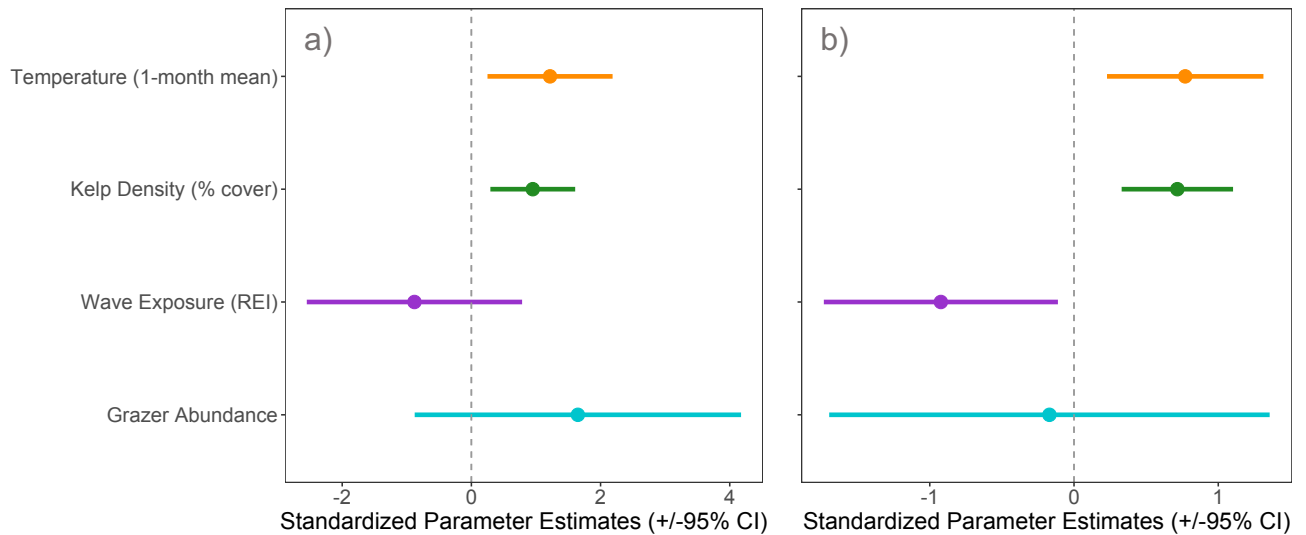 a)
b)
Temperature (1-month mean)
Kelp Density (% cover)
Wave Exposure (REI)
Grazer Abundance
-2 0 2 4
-1 0 1
Standardized Parameter Estimates (+/-95% CI)
Standardized Parameter Estimates (+/-95% CI)